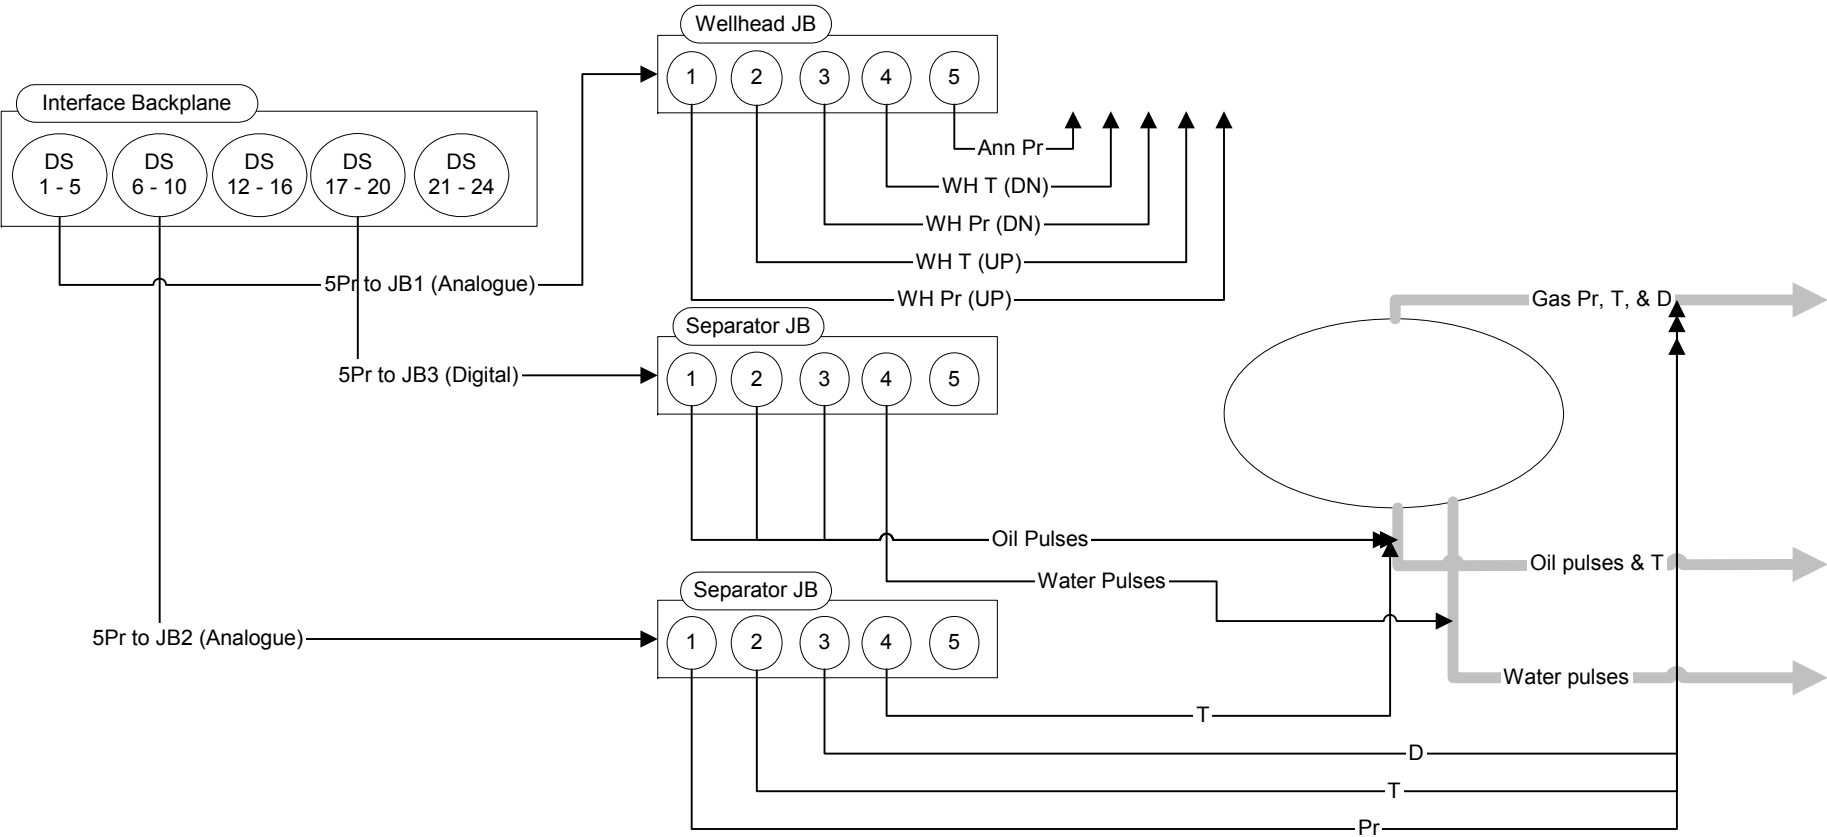 Wellhead JB
1 2 3 4 5
Interface Backplane
DS
1 - 5
DS
6 - 10
DS
12 - 16
DS
17 - 20
DS
21 - 24
Ann Pr
WH T (DN)
WH Pr (DN)
WH T (UP)
WH Pr (UP)
5Pr to JB1 (Analogue)
Gas Pr, T, & D
Separator JB
1 2 3 4 5
5Pr to JB3 (Digital)
Oil Pulses
Oil pulses & T
Water Pulses
Separator JB
1 2 3 4 5
5Pr to JB2 (Analogue)
Water pulses
T
D
T
Pr